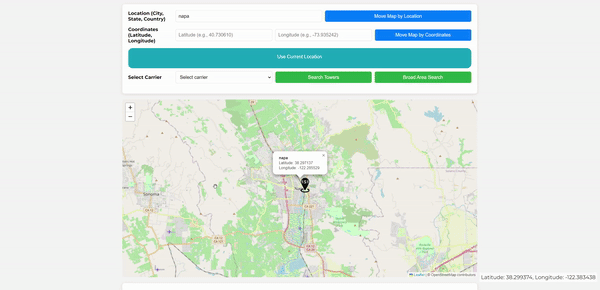 Location (City, State, Country)
napa
Move Map by Location
Coordinates (Latitude, Longitude)
Latitude (e.g., 40.730610)
Longitude (e.g., -73.935242)
Move Map by Coordinates
Use Current Location
Select Carrier
Select carrier
Search Towers
Broad Area Search
+
−
napa
Latitude: 38.297137
Longitude: -122.285529
Sonoma
Leaflet | © OpenStreetMap contributors
Latitude: 38.299374, Longitude: -122.383438